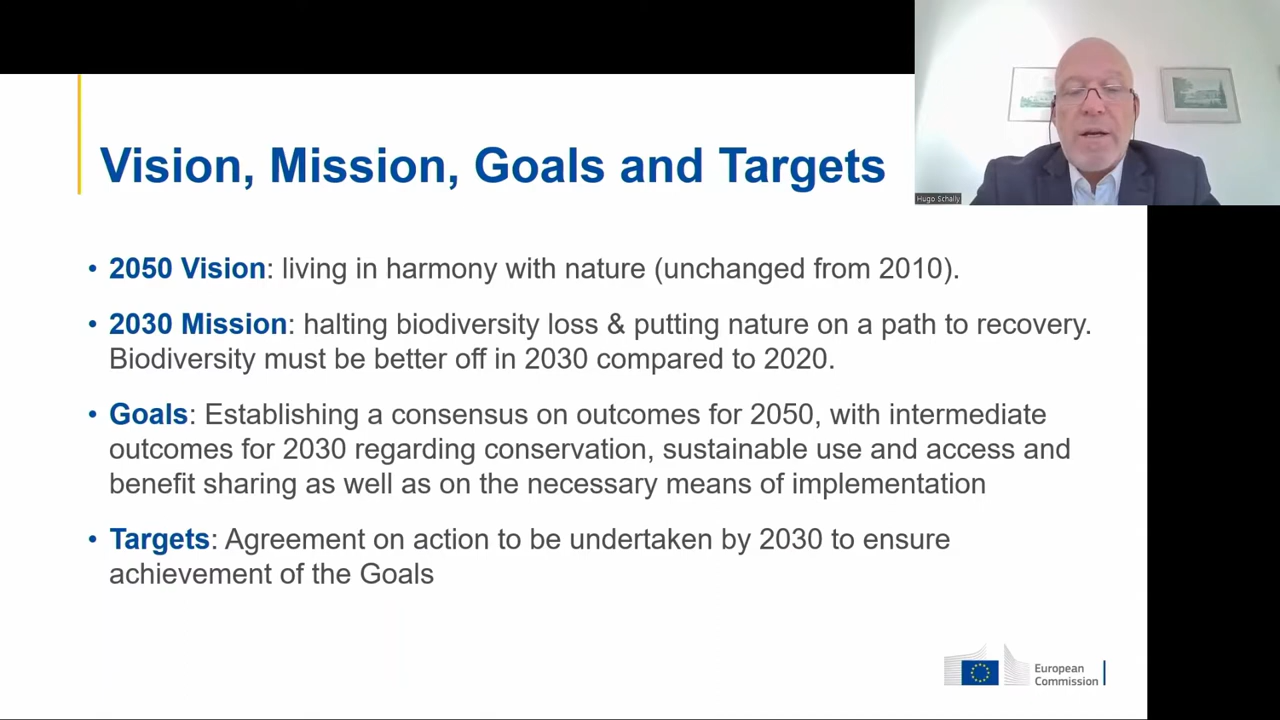 Hugo Schally
Vision, Mission, Goals and Targets
• 2050 Vision: living in harmony with nature (unchanged from 2010).
• 2030 Mission: halting biodiversity loss & putting nature on a path to recovery.
Biodiversity must be better off in 2030 compared to 2020.
• Goals: Establishing a consensus on outcomes for 2050, with intermediate
outcomes for 2030 regarding conservation, sustainable use and access and
benefit sharing as well as on the necessary means of implementation
• Targets: Agreement on action to be undertaken by 2030 to ensure
achievement of the Goals
European
Commission